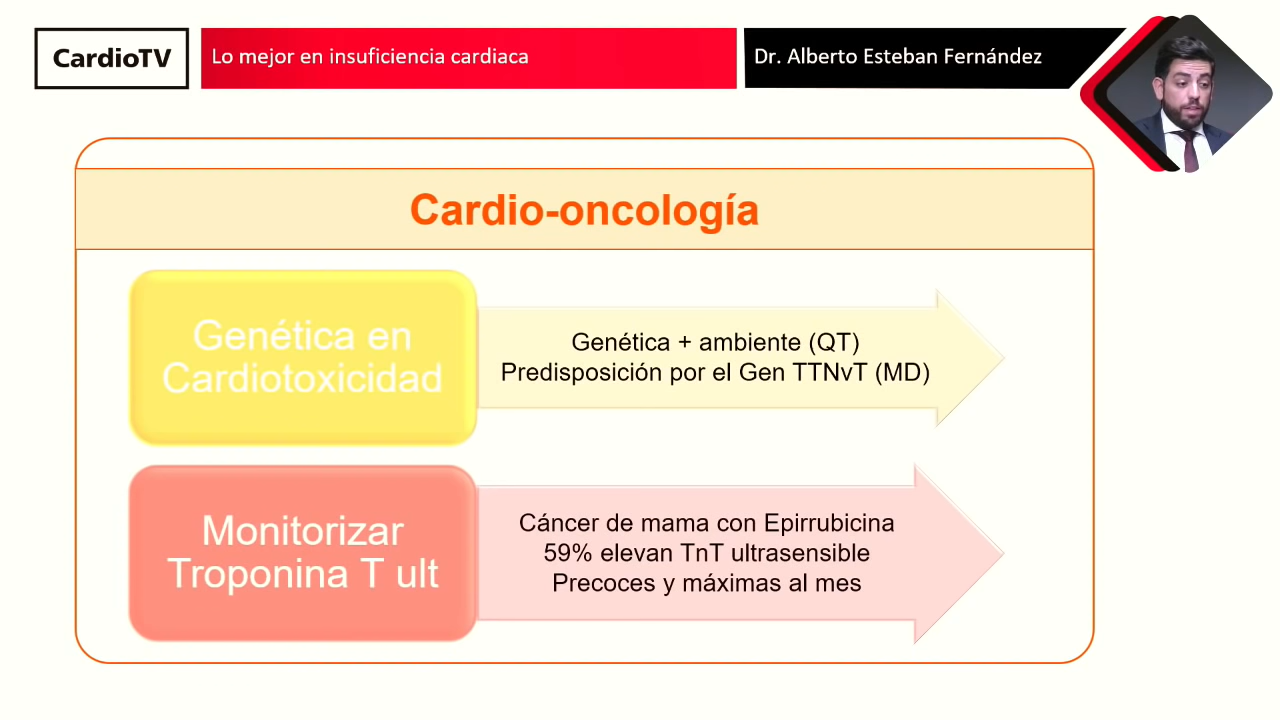 CardioTV
Lo mejor en insuficiencia cardiaca
Dr. Alberto Esteban Fernández
Cardio-oncología
Genética en
Cardiotoxicidad
Genética + ambiente (QT)
Predisposición por el Gen TTNvT (MD)
Monitorizar
Troponina T ult
Cáncer de mama con Epirrubicina
59% elevan TnT ultrasensible
Precoces y máximas al mes